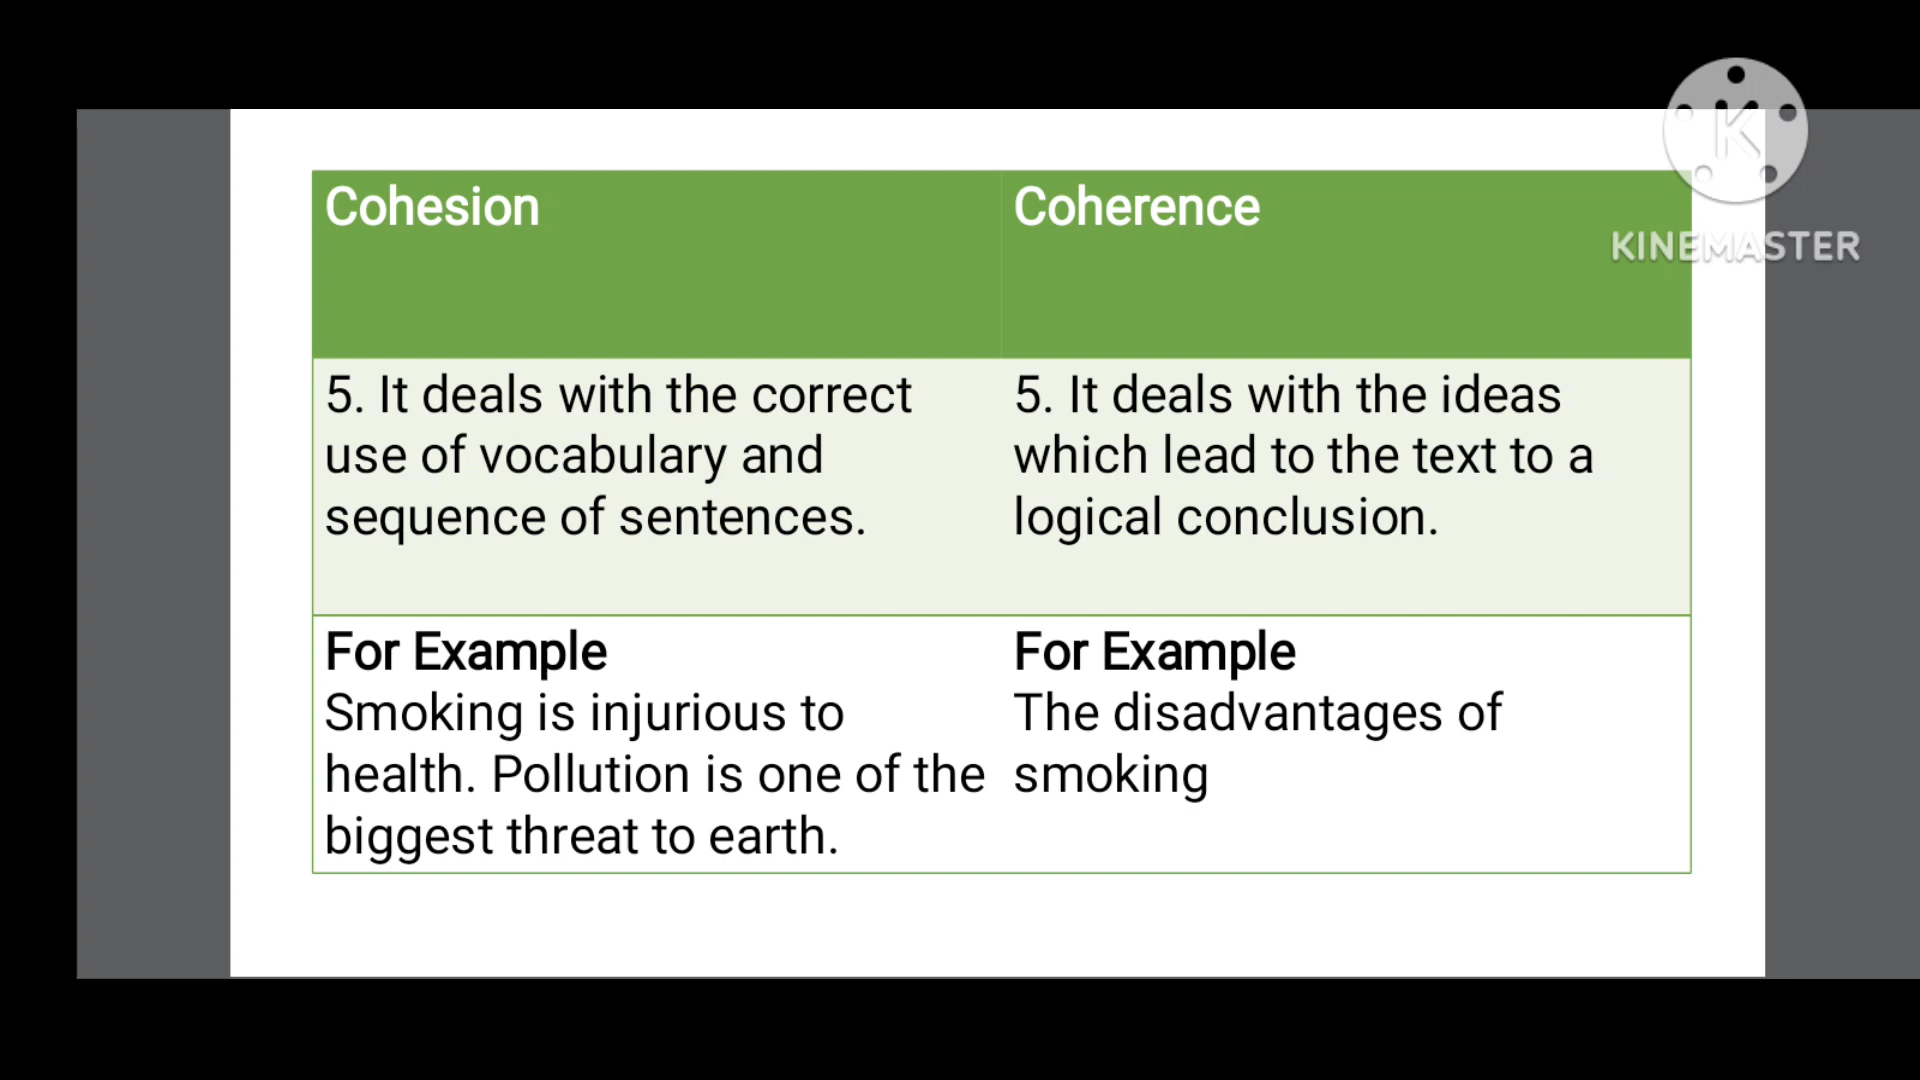 Cohesion
Coherence
K
KINEMASTER
5. It deals with the correct
use of vocabulary and
sequence of sentences.
5. It deals with the ideas
which lead to the text to a
logical conclusion.
For Example
Smoking is injurious to
health. Pollution is one of the
biggest threat to earth.
For Example
The disadvantages of
smoking